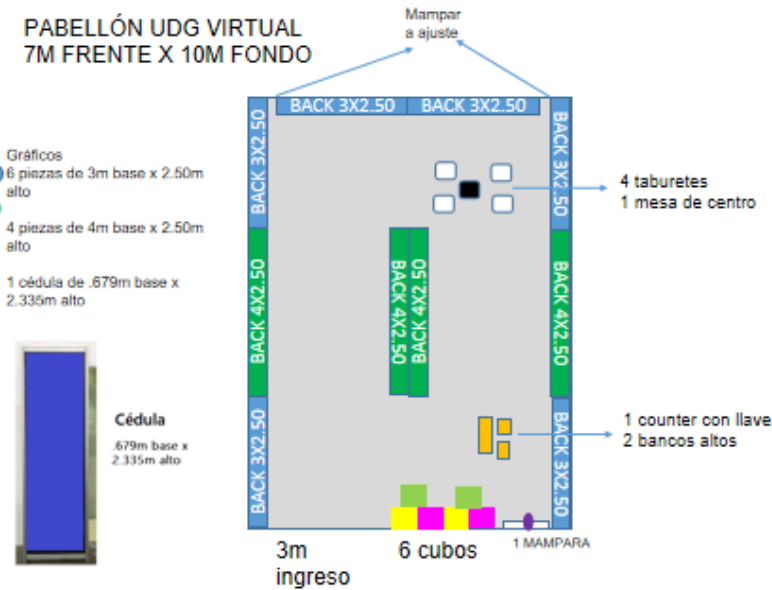 PABELLÓN UDG VIRTUAL
7M FRENTE X 10M FONDO
Mampar
a ajuste
BACK 3X2.50
BACK 3X2.50
BACK 3X2.50
BACK 3X2.50
Gráficos
6 piezas de 3m base x 2.50m
alto
4 piezas de 4m base x 2.50m
alto
1 cédula de .679m base x
2.335m alto
4 taburetes
1 mesa de centro
BACK 4X2.50
BACK 4X2.50
BACK 4X2.50
BACK 4X2.50
Cédula
.679m base x
2.335m alto
BACK 3X2.50
BACK 3X2.50
1 counter con llave
2 bancos altos
3m
ingreso
6 cubos
1 MAMPARA